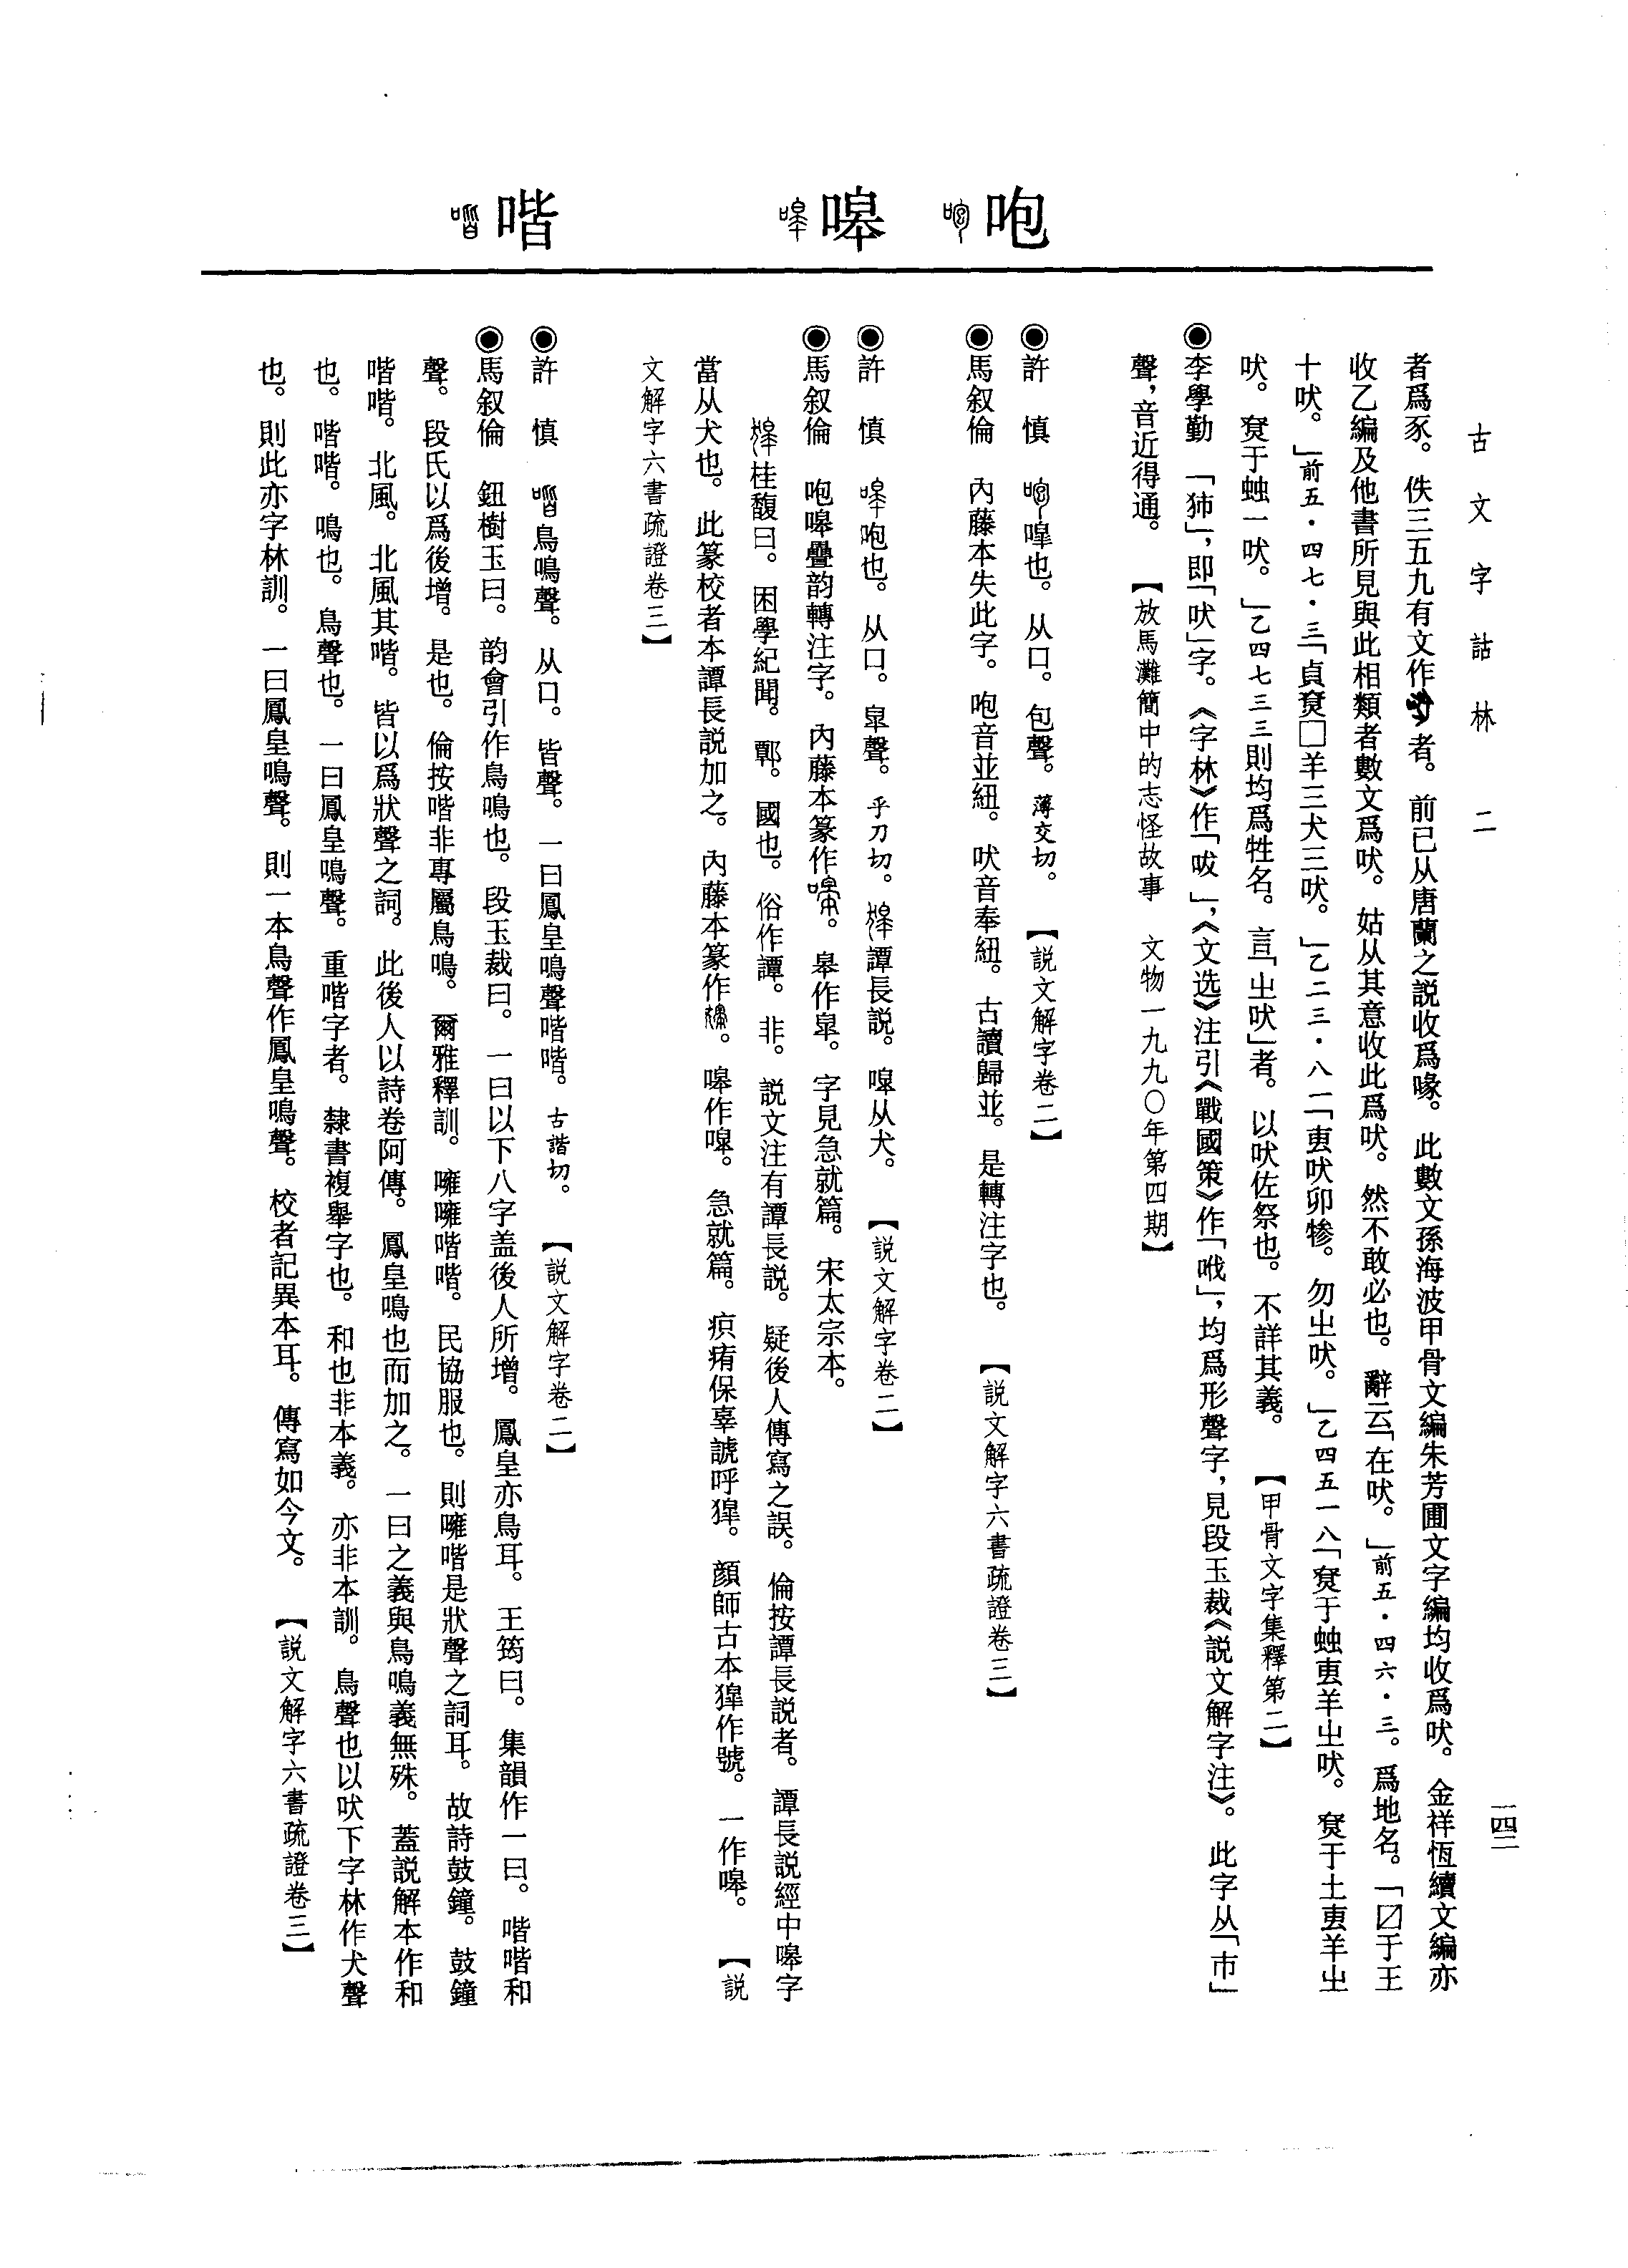 古文字詁林 二
一四二
咆
嗥
喈
者爲豕。佚三五九有文作者。前已从唐蘭之説收爲喙。此數文孫海波甲骨文編朱芳圃文字編均收爲吠。金祥恆續文編亦
收乙編及他書所見與此相類者數文爲吠。姑从其意收此爲吠。然不敢必也。辭云「在吠。」前五·四六·三。爲地名。「〼于王
十吠。」前五·四七·三「貞㝅□羊三犬三吠。」乙二三·八二「叀吠卯犙。勿㞢吠。」乙四五一八「于䖵叀羊㞢吠。于土叀羊㞢
吠。于䖵一吠。」乙四七三三則均爲牲名。言「㞢吠」者。以吠佐祭也。不詳其義。【甲骨文字集釋第二】
◉李學勤 「犻」，即「吠」字。《字林》作「㕹」，《文选》注引《戰國策》作「㕹」，均爲形聲字，見段玉裁《説文解字注》。此字从「巿」
聲，音近得通。【放馬灘簡中的志怪故事 文物一九九〇年第四期】
◉許 慎 嘷也。从口。包聲。薄交切。【説文解字卷二】
◉馬叙倫 內藤本失此字。咆音並紐。吠音奉紐。古讀歸並。是轉注字也。【説文解字六書疏證卷三】
◉許 慎 咆也。从口。皐聲。乎刀切。譚長説。嘷从犬。【説文解字卷二】
◉馬叙倫 咆嗥疊韵轉注字。內藤本篆作。皋作皐。字見急就篇。宋太宗本。
桂馥曰。困學紀聞。鄿。國也。俗作譚。非。説文注有譚長説。疑後人傳寫之誤。倫按譚長説者。譚長説經中嗥字
當从犬也。此篆校者本譚長説加之。內藤本篆作。嗥作嘷。急就篇。疻痏保辜謕呼獋。顔師古本獋作號。一作嗥。【説
文解字六書疏證卷三】
◉許 慎 鳥鳴聲。从口。皆聲。一曰鳳皇鳴聲喈喈。古諧切。【説文解字卷二】
◉馬叙倫 鈕樹玉曰。韵會引作鳥鳴也。段玉裁曰。一曰以下八字盖後人所增。鳳皇亦鳥耳。王筠曰。集韻作一曰。喈喈和
聲。段氏以爲後增。是也。倫按喈非專屬鳥鳴。爾雅釋訓。噰噰喈喈。民協服也。則噰喈是狀聲之詞耳。故詩鼓鐘。鼓鐘
喈喈。北風。北風其喈。皆以爲狀聲之詞。此後人以詩卷阿傳。鳳皇鳴也而加之。一曰之義與鳥鳴義無殊。蓋説解本作和
也。喈喈。鳴也。鳥聲也。一曰鳳皇鳴聲。重喈字者。隸書複舉字也。和也非本義。亦非本訓。鳥聲也以吠下字林作犬聲
也。則此亦字林訓。一曰鳳皇鳴聲。則一本鳥聲作鳳皇鳴聲。校者記異本耳。傳寫如今文。【説文解字六書疏證卷三】